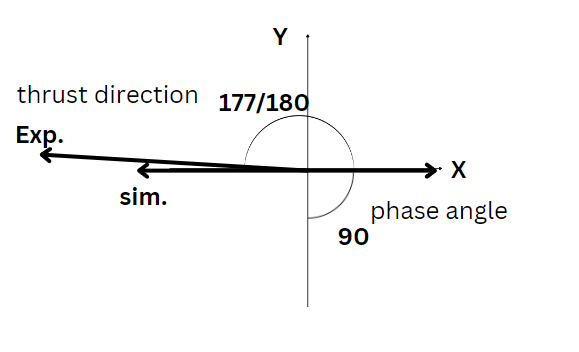 Y
thrust direction
177/180
Exp.
X
sim.
phase angle
90